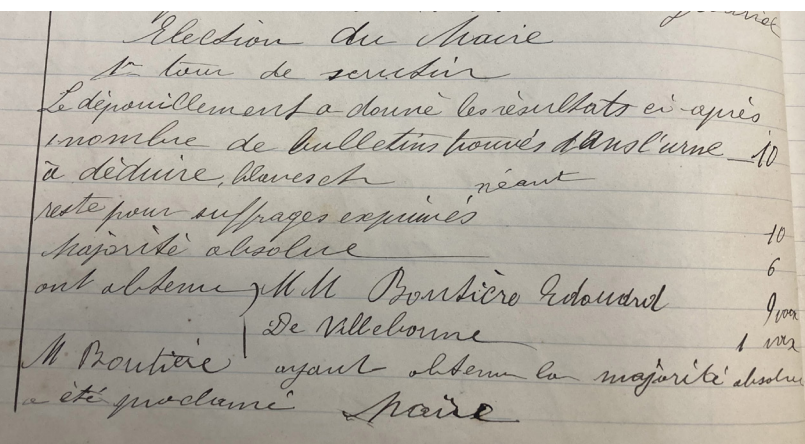 Election du Maire
1er tour de scrutin
Le dépouillement a donné les résultats ci-après
nombre de bulletins trouvés dans l'urne 10
à déduire, blancs etc néant
reste pour suffrages exprimés 10
Majorité absolue 6
ont obtenu MM Boutière Edouard 9 voix
De Villebonne 1 voix
M Boutière ayant obtenu la majorité absolue
a été proclamé Maire